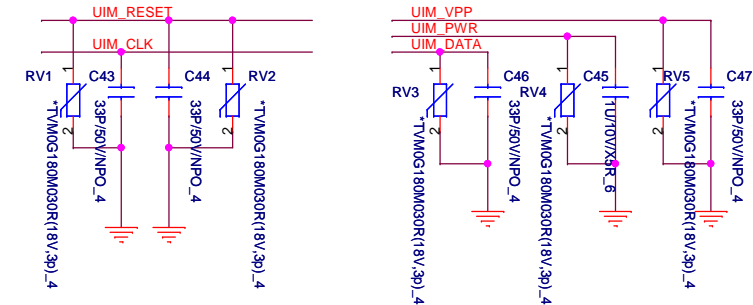 UIM_RESET
UIM_CLK
UIM_VPP
UIM_PWR
UIM_DATA
RV1
1
2
*TVM0G180M030R(18V,3p)_4
C43
33P/50V/NPO_4
C44
33P/50V/NPO_4
1
2
RV2
*TVM0G180M030R(18V,3p)_4
RV3
1
2
*TVM0G180M030R(18V,3p)_4
C46
33P/50V/NPO_4
RV4
1
2
*TVM0G180M030R(18V,3p)_4
C45
1U/10V/X5R_6
RV5
1
2
*TVM0G180M030R(18V,3p)_4
C47
33P/50V/NPO_4